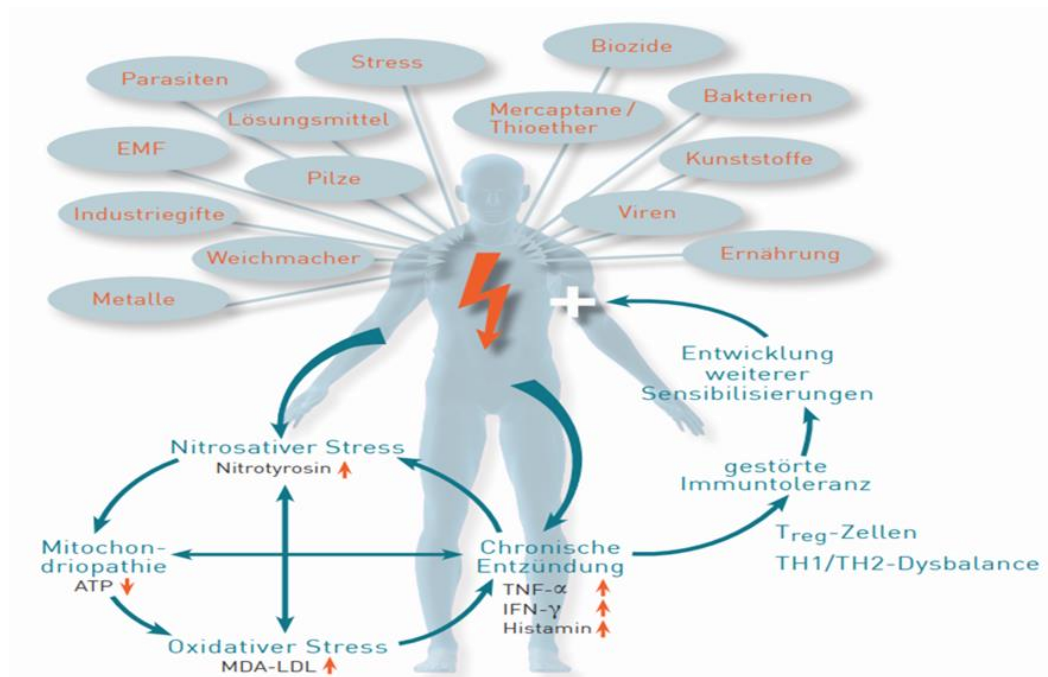 Biozide
Stress
Parasiten
Bakterien
Lösungsmittel
Mercaptane/
Thioether
EMF
Kunststoffe
Pilze
Industriegifte
Viren
Weichmacher
Ernährung
Metalle
Entwicklung
weiterer
Sensibilisierungen
Nitrosativer Stress
Nitrotyrosin
gestörte
Immuntoleranz
Treg-Zellen
TH1/TH2-Dysbalance
Mitochon-
driopathie
ATP
Chronische
Entzündung
TNF-α
IFN-γ
Histamin
Oxidativer Stress
MDA-LDL